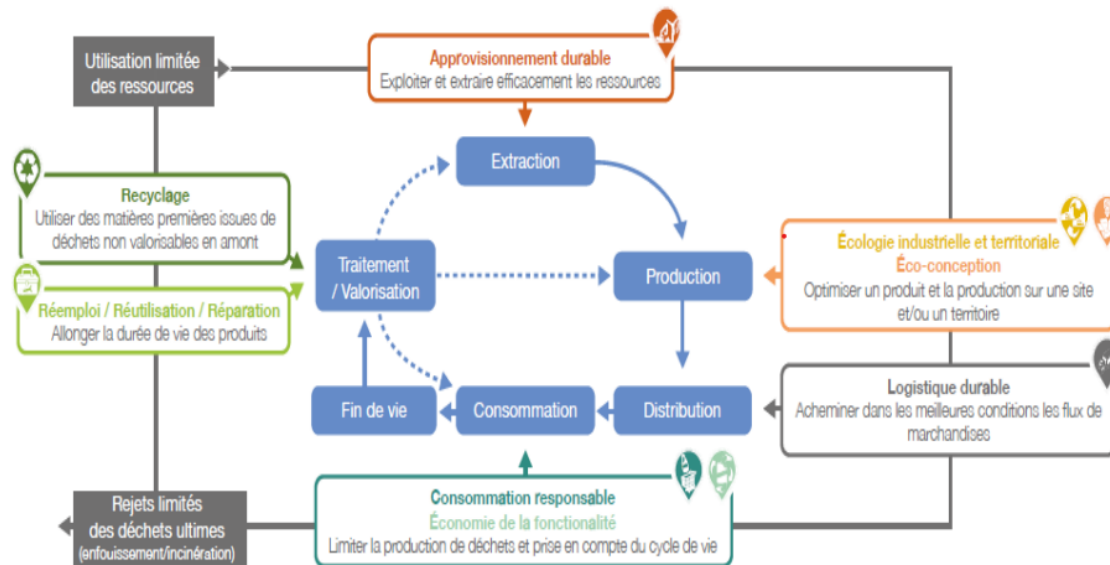 Utilisation limitée
des ressources
Approvisionnement durable
Exploiter et extraire efficacement les ressources
Extraction
Recyclage
Utiliser des matières premières issues de
déchets non valorisables en amont
Réemploi / Réutilisation / Réparation
Allonger la durée de vie des produits
Traitement
/ Valorisation
Production
Écologie industrielle et territoriale
Éco-conception
Optimiser un produit et la production sur une site
et/ou un territoire
Fin de vie
Consommation
Distribution
Logistique durable
Acheminer dans les meilleures conditions les flux de
marchandises
Rejets limités
des déchets ultimes
(enfouissement/incinération)
Consommation responsable
Économie de la fonctionalité
Limiter la production de déchets et prise en compte du cycle de vie